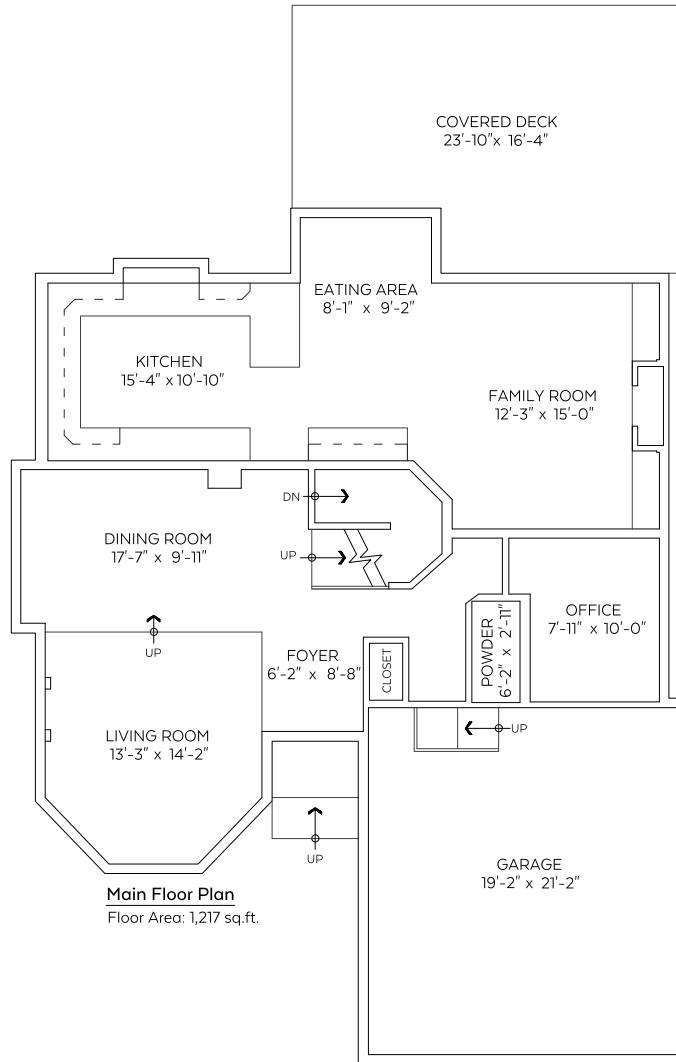 COVERED DECK
23'-10"x 16'-4"
EATING AREA
8'-1" x 9'-2"
KITCHEN
15'-4" x 10'-10"
FAMILY ROOM
12'-3" x 15'-0"
DN
DINING ROOM
17'-7" x 9'-11"
UP
OFFICE
7'-11" x 10'-0"
POWDER
6'-2" x 2'-11"
UP
FOYER
6'-2" x 8'-8"
CLOSET
LIVING ROOM
13'-3" x 14'-2"
UP
UP
GARAGE
19'-2" x 21'-2"
Main Floor Plan
Floor Area: 1,217 sq.ft.